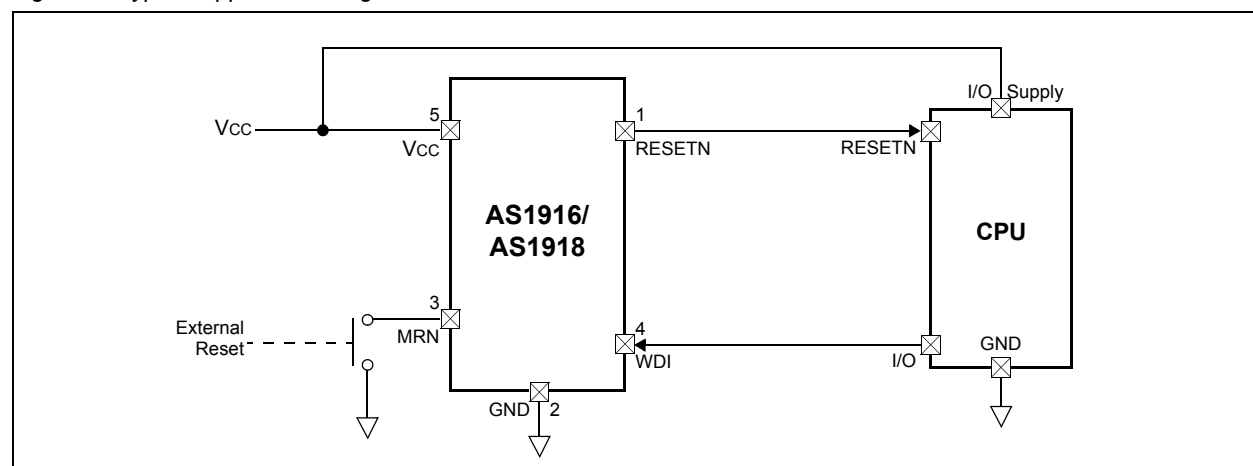 I/O Supply
5
1
VCC
VCC
RESETN
RESETN
AS1916/
AS1918
CPU
3
External
Reset
MRN
4
WDI
I/O
GND
GND
2